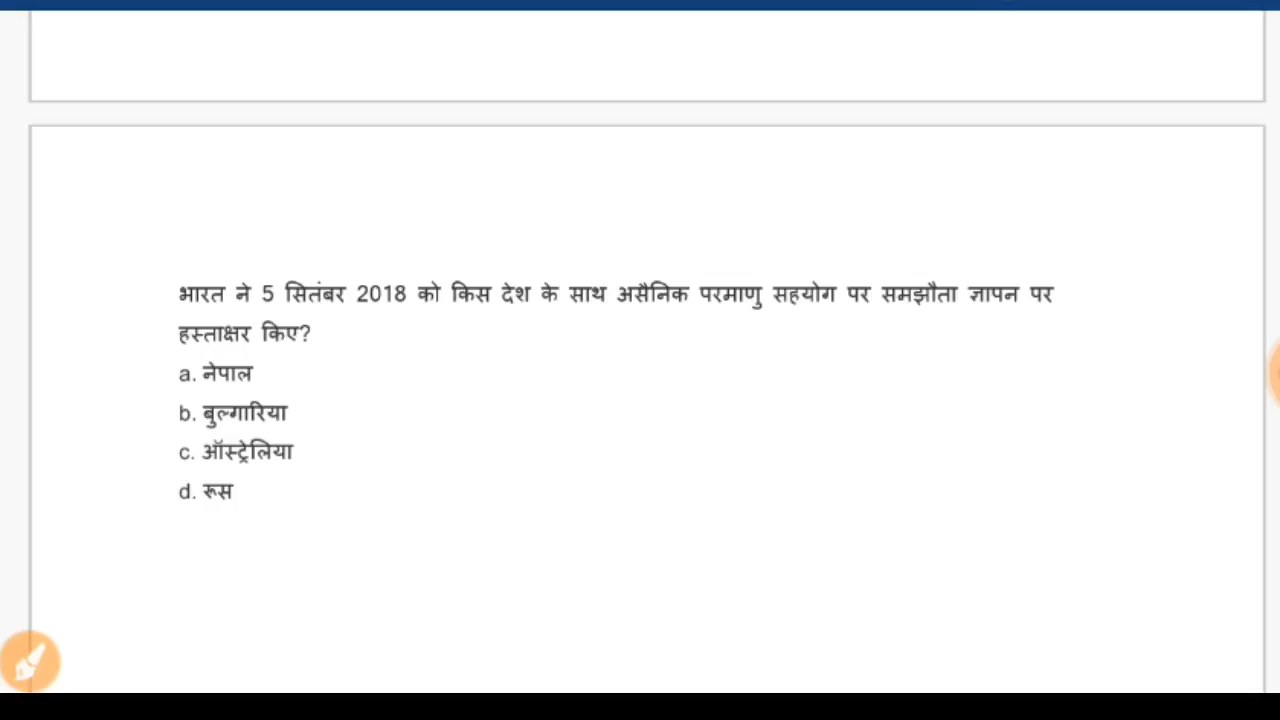 भारत ने 5 सितंबर 2018 को किस देश के साथ असैनिक परमाणु सहयोग पर समझौता ज्ञापन पर
हस्ताक्षर किए?
a. नेपाल
b. बुल्गारिया
c. ऑस्ट्रेलिया
d. रूस